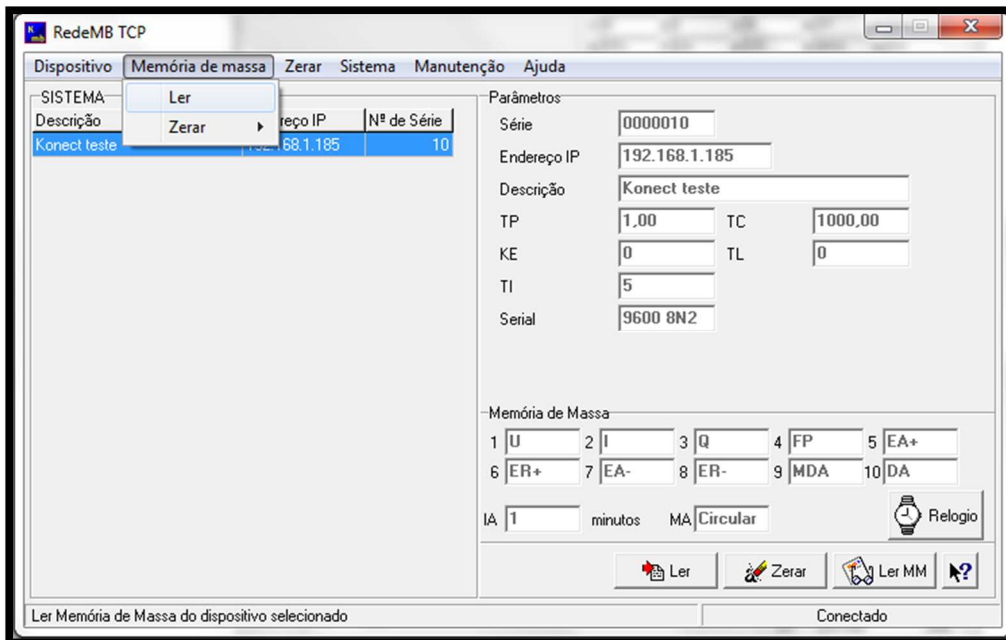 RedeMB TCP
Dispositivo Memória de massa Zerar Sistema Manutenção Ajuda
Ler
Zerar
SISTEMA
Descrição reço IP Nº de Série
Konect teste .168.1.185 10
Parâmetros
Série 0000010
Endereço IP 192.168.1.185
Descrição Konect teste
TP 1,00 TC 1000,00
KE 0 TL 0
TI 5
Serial 9600 8N2
Memória de Massa
1 U 2 I 3 Q 4 FP 5 EA+
6 ER+ 7 EA- 8 ER- 9 MDA 10 DA
IA 1 minutos MA Circular Relogio
Ler Zerar Ler MM
Ler Memória de Massa do dispositivo selecionado Conectado